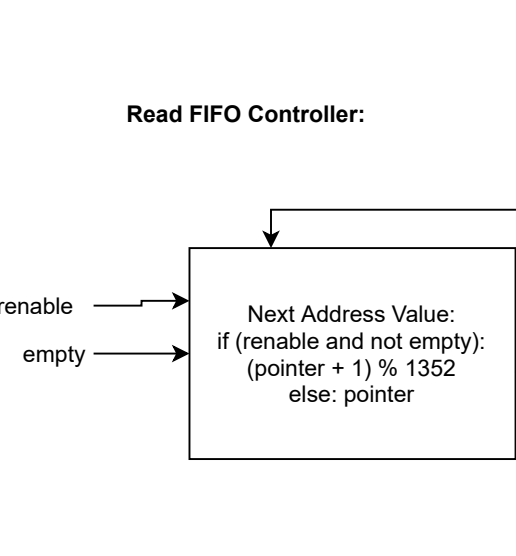 Read FIFO Controller:
renable
empty
Next Address Value:
if (renable and not empty):
(pointer + 1) % 1352
else: pointer